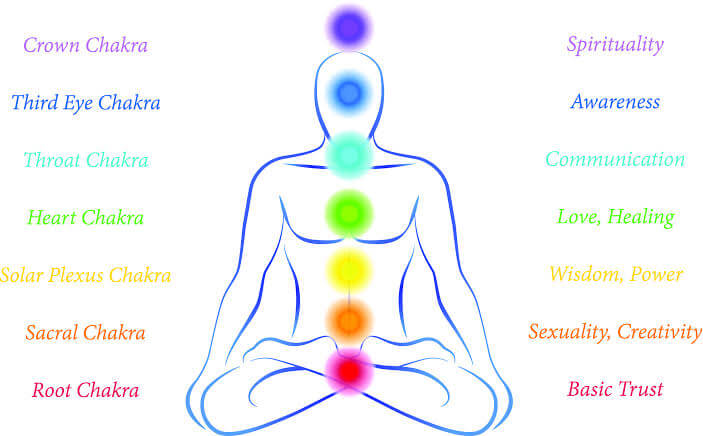 Crown Chakra Spirituality
Third Eye Chakra Awareness
Throat Chakra Communication
Heart Chakra Love, Healing
Solar Plexus Chakra Wisdom, Power
Sacral Chakra Sexuality, Creativity
Root Chakra Basic Trust